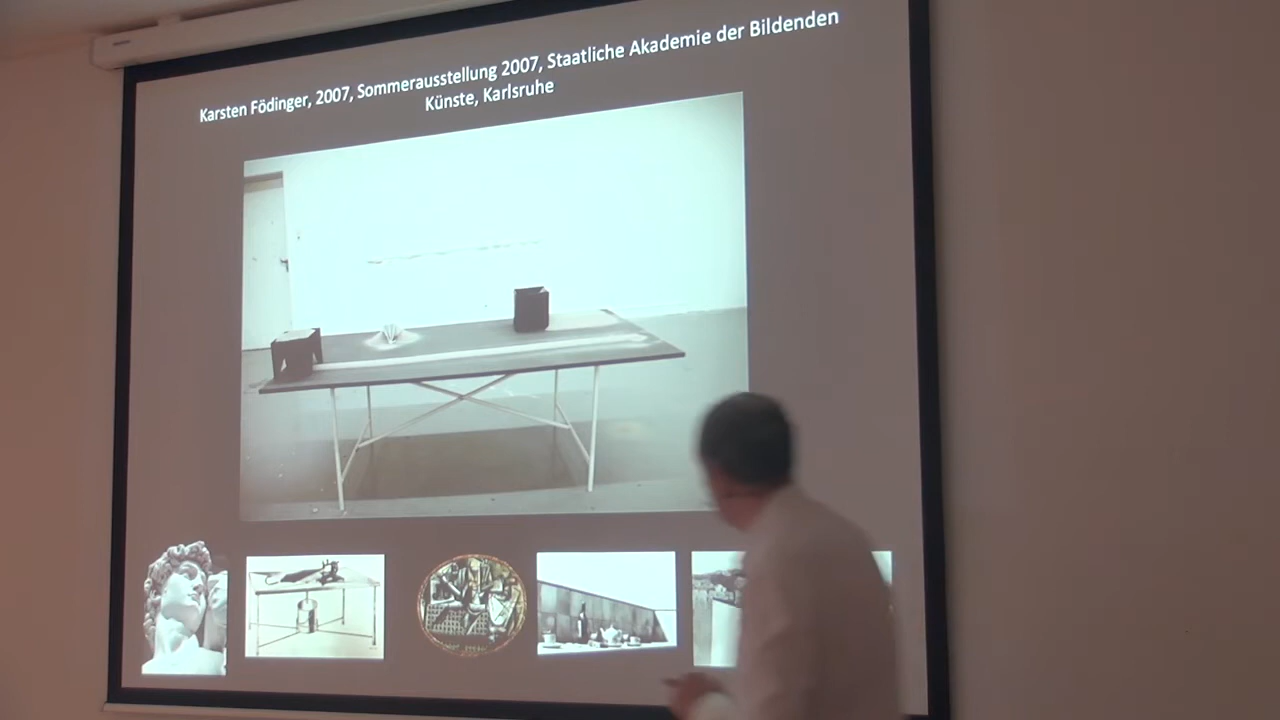 Karsten Födinger, 2007, Sommerausstellung 2007, Staatliche Akademie der Bildenden
Künste, Karlsruhe